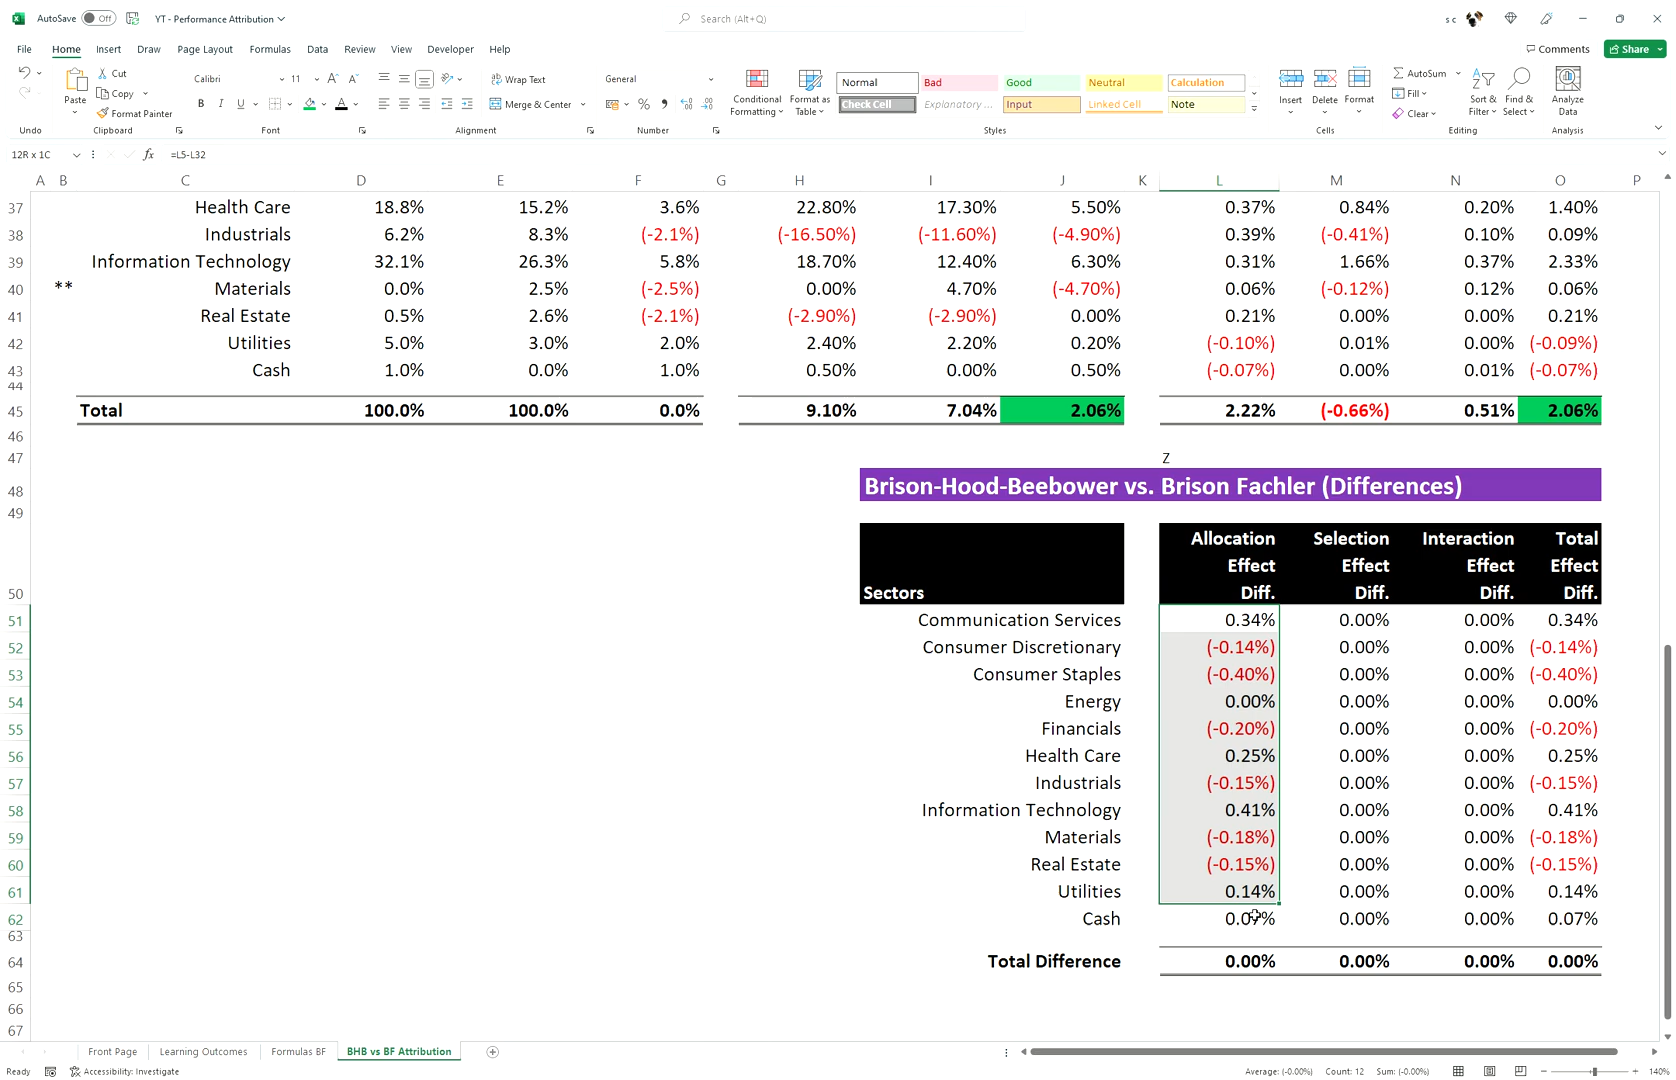 AutoSave Off YT - Performance Attribution Search (Alt+Q) s c
File Home Insert Draw Page Layout Formulas Data Review View Developer Help Comments Share
Cut Calibri 11 Wrap Text General Normal Bad Good Neutral Calculation AutoSum
Paste Copy Merge & Center Conditional Formatting Format as Table Check Cell Explanatory ... Input Linked Cell Note Insert Delete Format Fill Sort & Filter Find & Select Analyze Data
Format Painter Clear
Undo Clipboard Font Alignment Number Styles Cells Editing Analysis
12R x 1C fx =L5-L32
A B C D E F G H I J K L M N O P
37 Health Care 18.8% 15.2% 3.6% 22.80% 17.30% 5.50% 0.37% 0.84% 0.20% 1.40%
38 Industrials 6.2% 8.3% (-2.1%) (-16.50%) (-11.60%) (-4.90%) 0.39% (-0.41%) 0.10% 0.09%
39 Information Technology 32.1% 26.3% 5.8% 18.70% 12.40% 6.30% 0.31% 1.66% 0.37% 2.33%
40 ** Materials 0.0% 2.5% (-2.5%) 0.00% 4.70% (-4.70%) 0.06% (-0.12%) 0.12% 0.06%
41 Real Estate 0.5% 2.6% (-2.1%) (-2.90%) (-2.90%) 0.00% 0.21% 0.00% 0.00% 0.21%
42 Utilities 5.0% 3.0% 2.0% 2.40% 2.20% 0.20% (-0.10%) 0.01% 0.00% (-0.09%)
43 Cash 1.0% 0.0% 1.0% 0.50% 0.00% 0.50% (-0.07%) 0.00% 0.01% (-0.07%)
44
45 Total 100.0% 100.0% 0.0% 9.10% 7.04% 2.06% 2.22% (-0.66%) 0.51% 2.06%
46
47 Z
48 Brison-Hood-Beebower vs. Brison Fachler (Differences)
49
Allocation Selection Interaction Total
Effect Effect Effect Effect
50 Sectors Diff. Diff. Diff. Diff.
51 Communication Services 0.34% 0.00% 0.00% 0.34%
52 Consumer Discretionary (-0.14%) 0.00% 0.00% (-0.14%)
53 Consumer Staples (-0.40%) 0.00% 0.00% (-0.40%)
54 Energy 0.00% 0.00% 0.00% 0.00%
55 Financials (-0.20%) 0.00% 0.00% (-0.20%)
56 Health Care 0.25% 0.00% 0.00% 0.25%
57 Industrials (-0.15%) 0.00% 0.00% (-0.15%)
58 Information Technology 0.41% 0.00% 0.00% 0.41%
59 Materials (-0.18%) 0.00% 0.00% (-0.18%)
60 Real Estate (-0.15%) 0.00% 0.00% (-0.15%)
61 Utilities 0.14% 0.00% 0.00% 0.14%
62 Cash 0.07% 0.00% 0.00% 0.07%
63
64 Total Difference 0.00% 0.00% 0.00% 0.00%
65
66
67
Front Page Learning Outcomes Formulas BF BHB vs BF Attribution
Ready Accessibility: Investigate Average: (-0.00%) Count: 12 Sum: (-0.00%) 140%